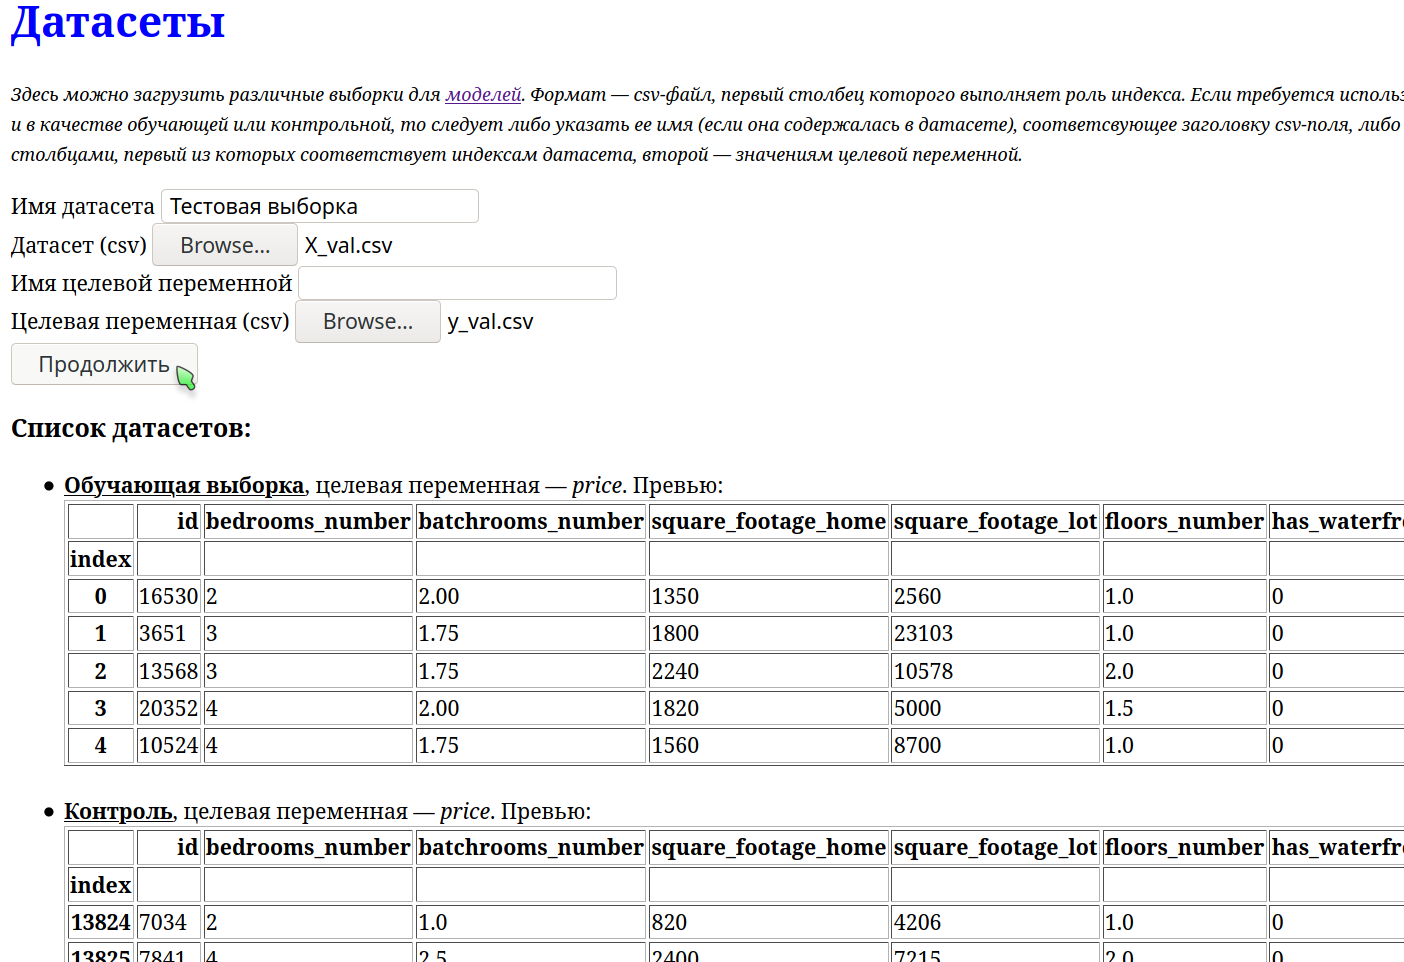 Датасеты
Здесь можно загрузить различные выборки для моделей. Формат — csv-файл, первый столбец которого выполняет роль индекса. Если требуется использ
и в качестве обучающей или контрольной, то следует либо указать ее имя (если она содержалась в датасете), соответсвующее заголовку csv-поля, либо
столбцами, первый из которых соответствует индексам датасета, второй — значениям целевой переменной.
Имя датасета Тестовая выборка
Датасет (csv) Browse... X_val.csv
Имя целевой переменной
Целевая переменная (csv) Browse... y_val.csv
Продолжить
Список датасетов:
Обучающая выборка, целевая переменная — price. Превью:
id bedrooms_number batchrooms_number square_footage_home square_footage_lot floors_number has_waterfr
index
0 16530 2 2.00 1350 2560 1.0 0
1 3651 3 1.75 1800 23103 1.0 0
2 13568 3 1.75 2240 10578 2.0 0
3 20352 4 2.00 1820 5000 1.5 0
4 10524 4 1.75 1560 8700 1.0 0
Контроль, целевая переменная — price. Превью:
id bedrooms_number batchrooms_number square_footage_home square_footage_lot floors_number has_waterfr
index
13824 7034 2 1.0 820 4206 1.0 0
13825 7841 4 2.5 2400 7215 2.0 0